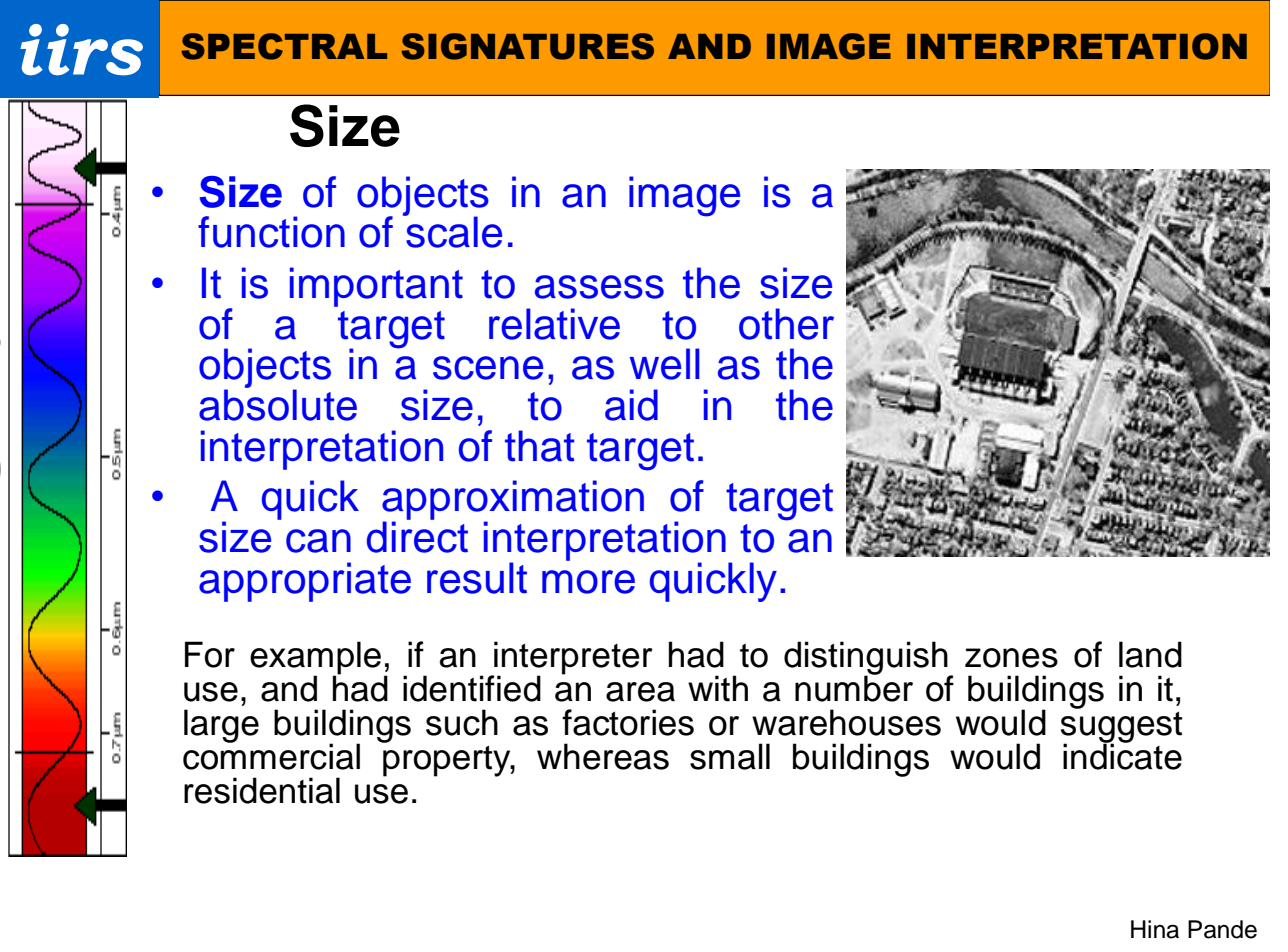 iirs
SPECTRAL SIGNATURES AND IMAGE INTERPRETATION
Size
• Size of objects in an image is a
function of scale.
• It is important to assess the size
of a target relative to other
objects in a scene, as well as the
absolute size, to aid in the
interpretation of that target.
• A quick approximation of target
size can direct interpretation to an
appropriate result more quickly.
For example, if an interpreter had to distinguish zones of land
use, and had identified an area with a number of buildings in it,
large buildings such as factories or warehouses would suggest
commercial property, whereas small buildings would indicate
residential use.
0.4µm
0.5µm
0.6µm
0.7µm
Hina Pande